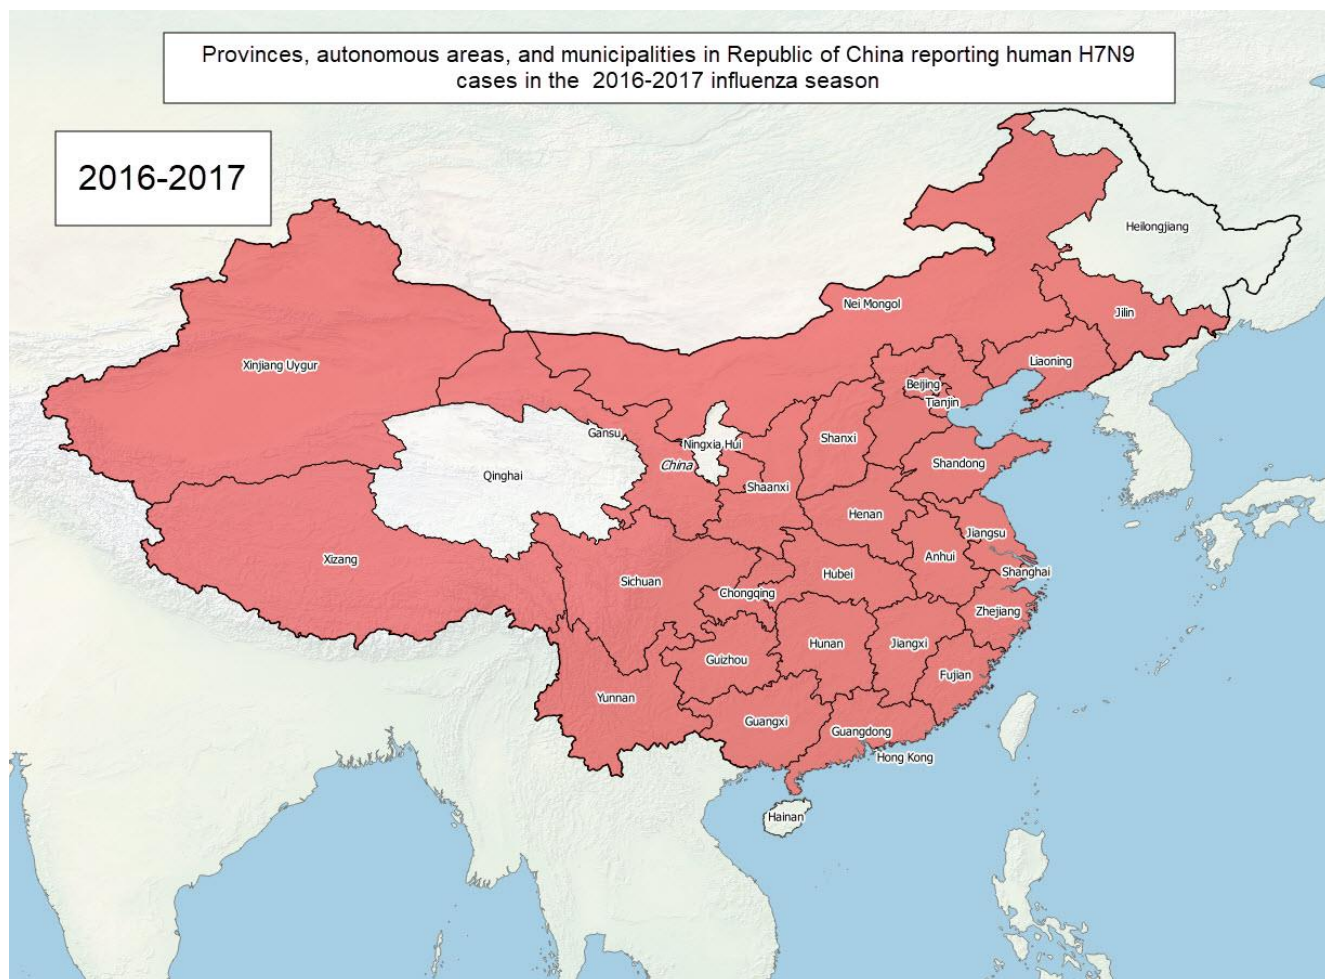 Provinces, autonomous areas, and municipalities in Republic of China reporting human H7N9
cases in the 2016-2017 influenza season
2016-2017
Heilongjiang
Nei Mongol
Jilin
Xinjiang Uygur
Liaoning
Beijing
Tianjin
Gansu
Ningxia Hui
Shanxi
China
Shandong
Qinghai
Shaanxi
Henan
Jiangsu
Xizang
Anhui
Shanghai
Sichuan
Hubei
Chongqing
Zhejiang
Guizhou
Hunan
Jiangxi
Fujian
Yunnan
Guangxi
Guangdong
Hong Kong
Hainan